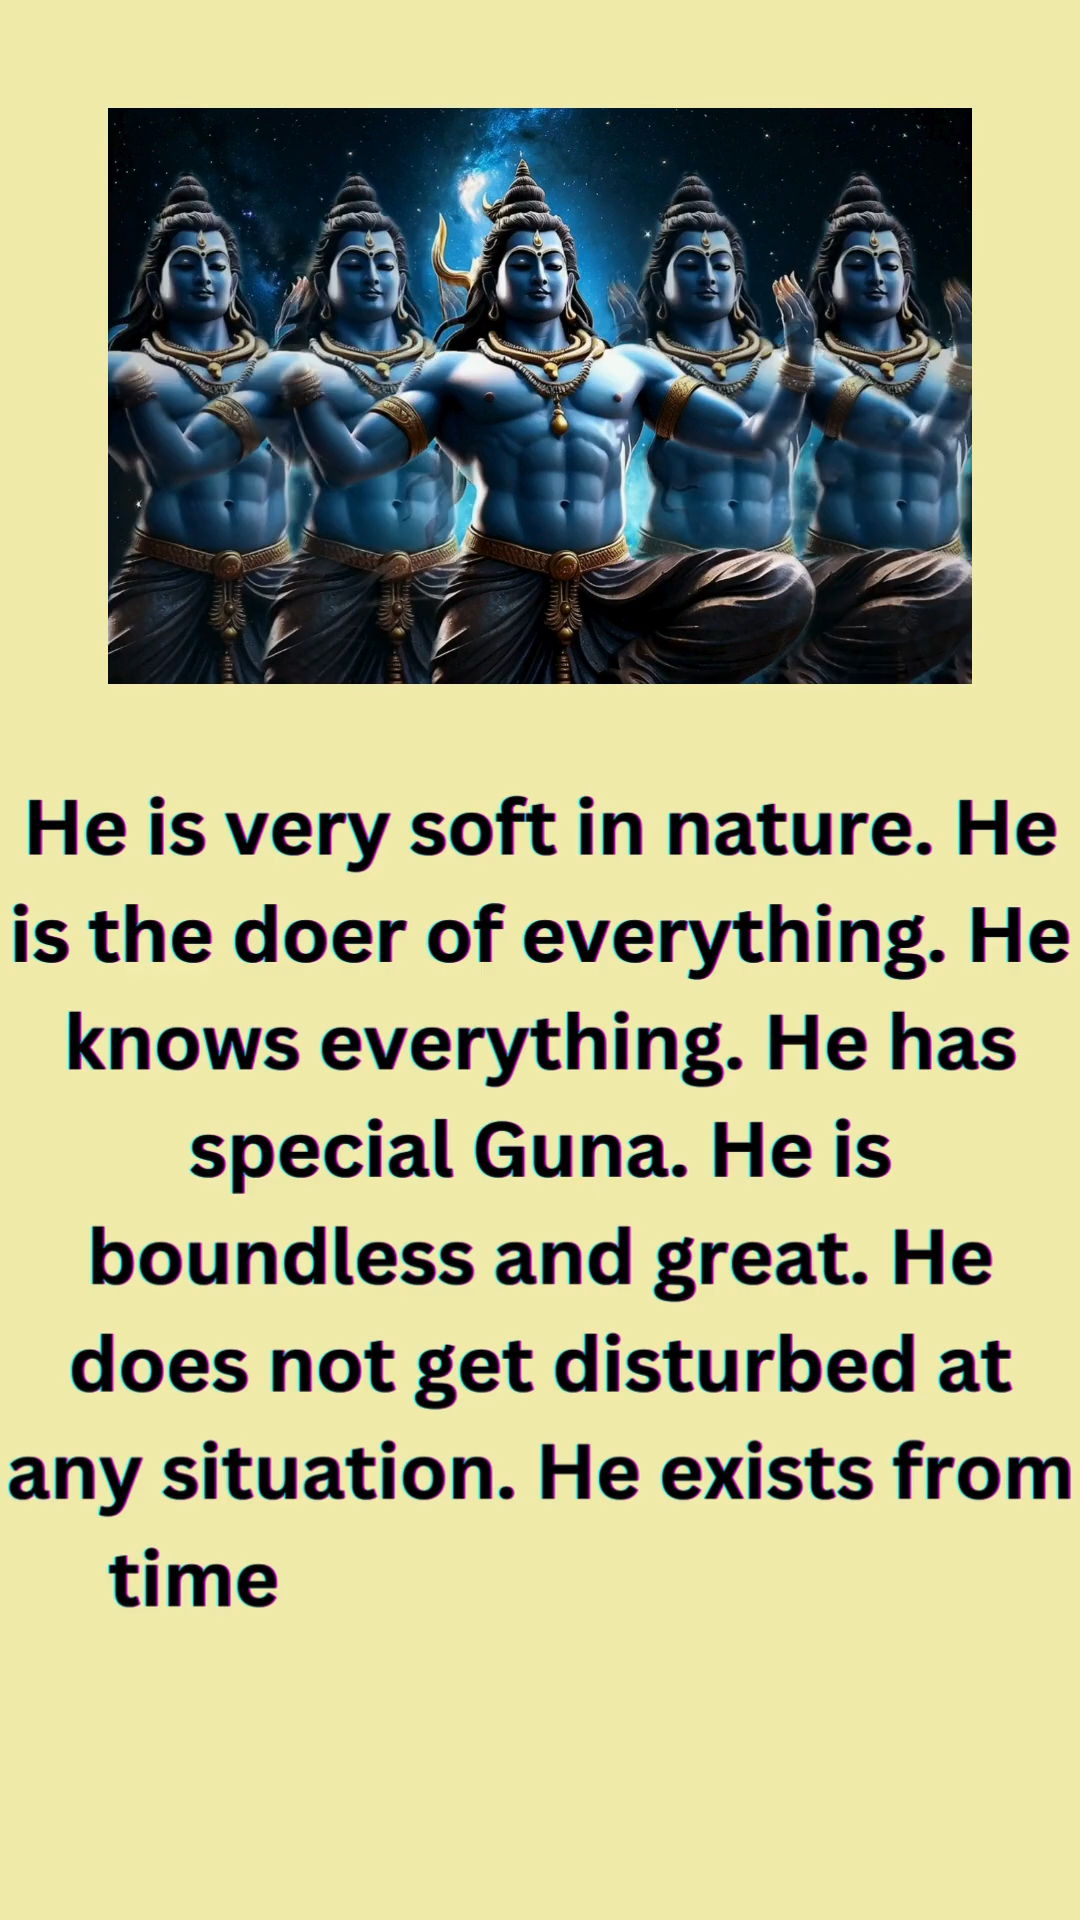 He is very soft in nature. He
is the doer of everything. He
knows everything. He has
special Guna. He is
boundless and great. He
does not get disturbed at
any situation. He exists from
time